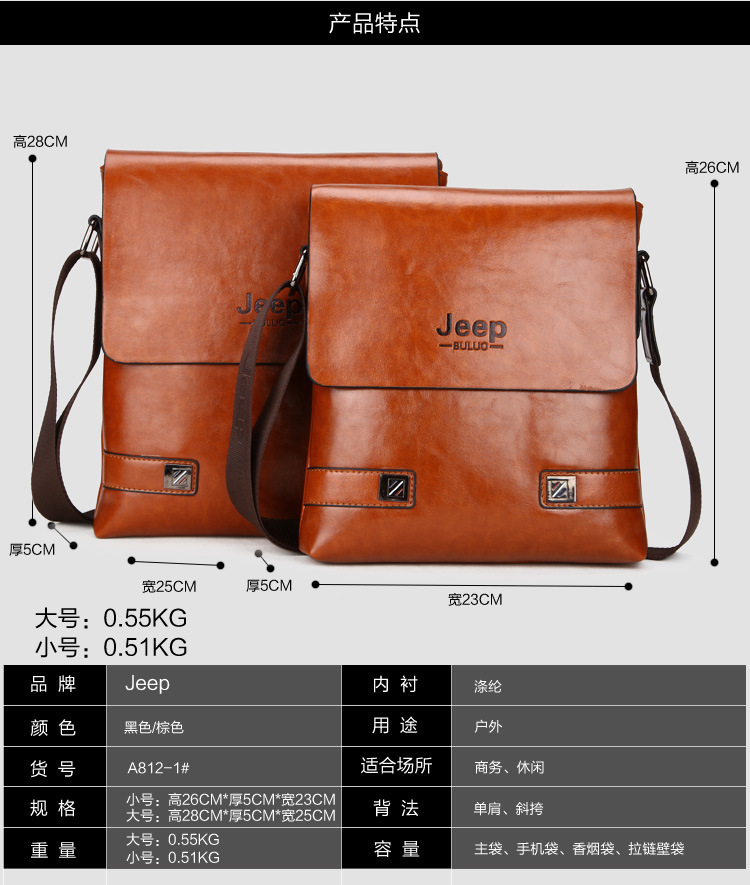 产品特点
高28CM
高26CM
Jeep
Jeep
BULUO
BULUO
厚5CM
宽25CM
厚5CM
宽23CM
大号：0.55KG
小号：0.51KG
品 牌 Jeep 内 衬 涤纶
颜 色 黑色/棕色 用 途 户外
货 号 A812-1# 适合场所 商务、休闲
规 格 小号：高26CM*厚5CM*宽23CM 背 法 单肩、斜挎
大号：高28CM*厚5CM*宽25CM
重 量 大号：0.55KG 容 量 主袋、手机袋、香烟袋、拉链壁袋
小号：0.51KG